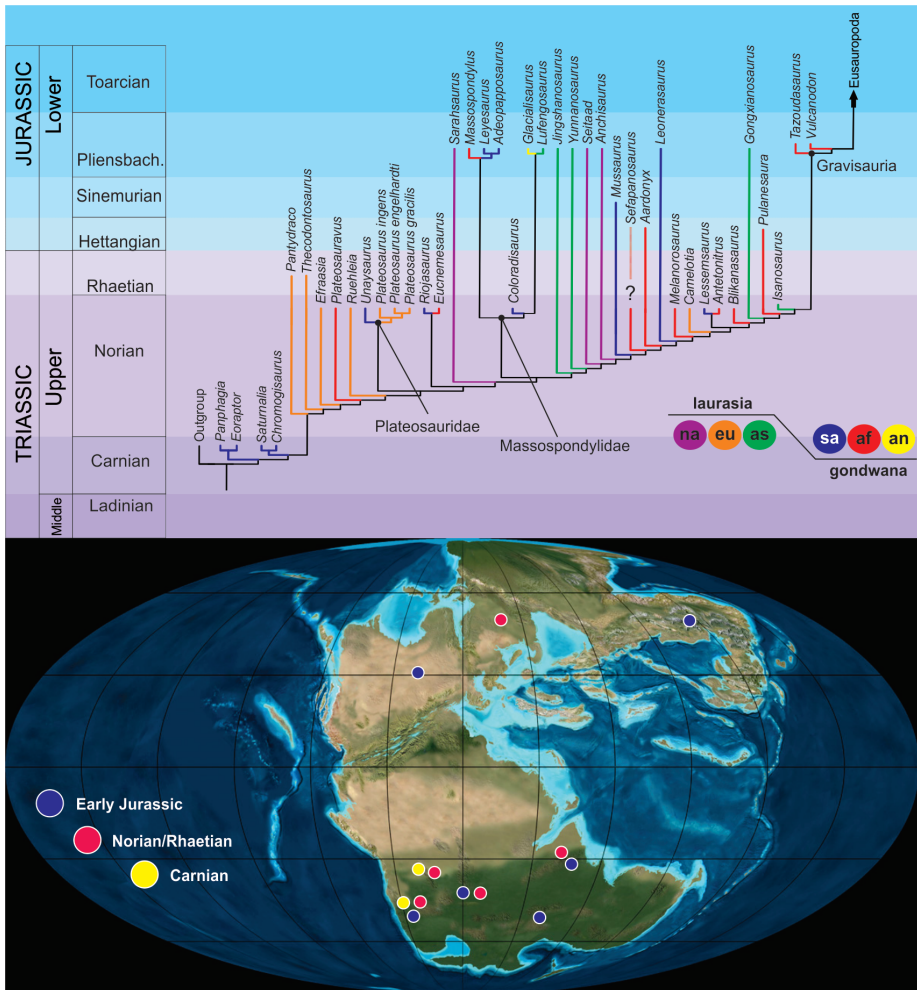 JURASSIC
Lower
Toarcian
Pliensbach.
Sinemurian
Hettangian
TRIASSIC
Upper
Rhaetian
Norian
Carnian
Middle
Ladinian
Outgroup
Panphagia
Eoraptor
Saturnalia
Chromogisaurus
Pantydraco
Thecodontosaurus
Efraasia
Plateosauravus
Ruehleia
Unaysaurus
Plateosaurus ingens
Plateosaurus engelhardti
Plateosaurus gracilis
Riojasaurus
Eucnemesaurus
Sarahsaurus
Massospondylus
Leyesaurus
Adeopapposaurus
Coloradisaurus
Glacialisaurus
Lufengosaurus
Jingshanosaurus
Yunnanosaurus
Seitaad
Anchisaurus
Mussaurus
Sefapanosaurus
?
Aardonyx
Leonerasaurus
Melanorosaurus
Camelotia
Lessemsaurus
Antetonitrus
Blikanasaurus
Gongxianosaurus
Pulanesaura
Isanosaurus
Tazoudasaurus
Vulcanodon
Eusauropoda
Gravisauria
Plateosauridae
Massospondylidae
laurasia
na eu as
sa af an
gondwana
Early Jurassic
Norian/Rhaetian
Carnian